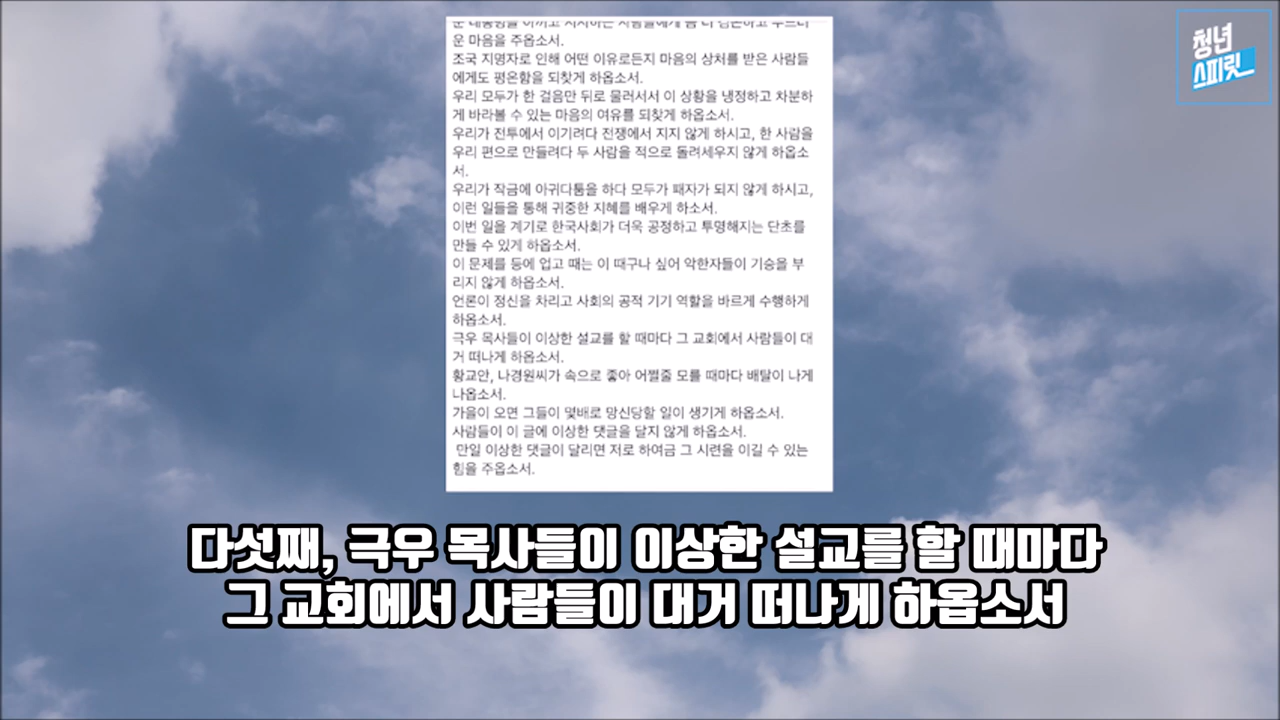 운 마음을 주옵소서.
조국 지명자로 인해 어떤 이유로든지 마음의 상처를 받은 사람들
에게도 평온함을 되찾게 하옵소서.
우리 모두가 한 걸음만 뒤로 물러서서 이 상황을 냉정하고 차분하
게 바라볼 수 있는 마음의 여유를 되찾게 하옵소서.
우리가 전투에서 이기려다 전쟁에서 지지 않게 하시고, 한 사람을
우리 편으로 만들려다 두 사람을 적으로 돌려세우지 않게 하옵소
서.
우리가 작금에 아귀다툼을 하다 모두가 패자가 되지 않게 하시고,
이런 일들을 통해 귀중한 지혜를 배우게 하소서.
이번 일을 계기로 한국사회가 더욱 공정하고 투명해지는 단초를
만들 수 있게 하옵소서.
이 문제를 등에 업고 때는 이 때구나 싶어 악한자들이 기승을 부
리지 않게 하옵소서.
언론이 정신을 차리고 사회의 공적 기기 역할을 바르게 수행하게
하옵소서.
극우 목사들이 이상한 설교를 할 때마다 그 교회에서 사람들이 대
거 떠나게 하옵소서.
황교안, 나경원씨가 속으로 좋아 어쩔줄 모를 때마다 배탈이 나게
나옵소서.
가을이 오면 그들이 몇배로 망신당할 일이 생기게 하옵소서.
사람들이 이 글에 이상한 댓글을 달지 않게 하옵소서.
만일 이상한 댓글이 달리면 저로 하여금 그 시련을 이길 수 있는
힘을 주옵소서.
청년
스피릿
다섯째, 극우 목사들이 이상한 설교를 할 때마다
그 교회에서 사람들이 대거 떠나게 하옵소서